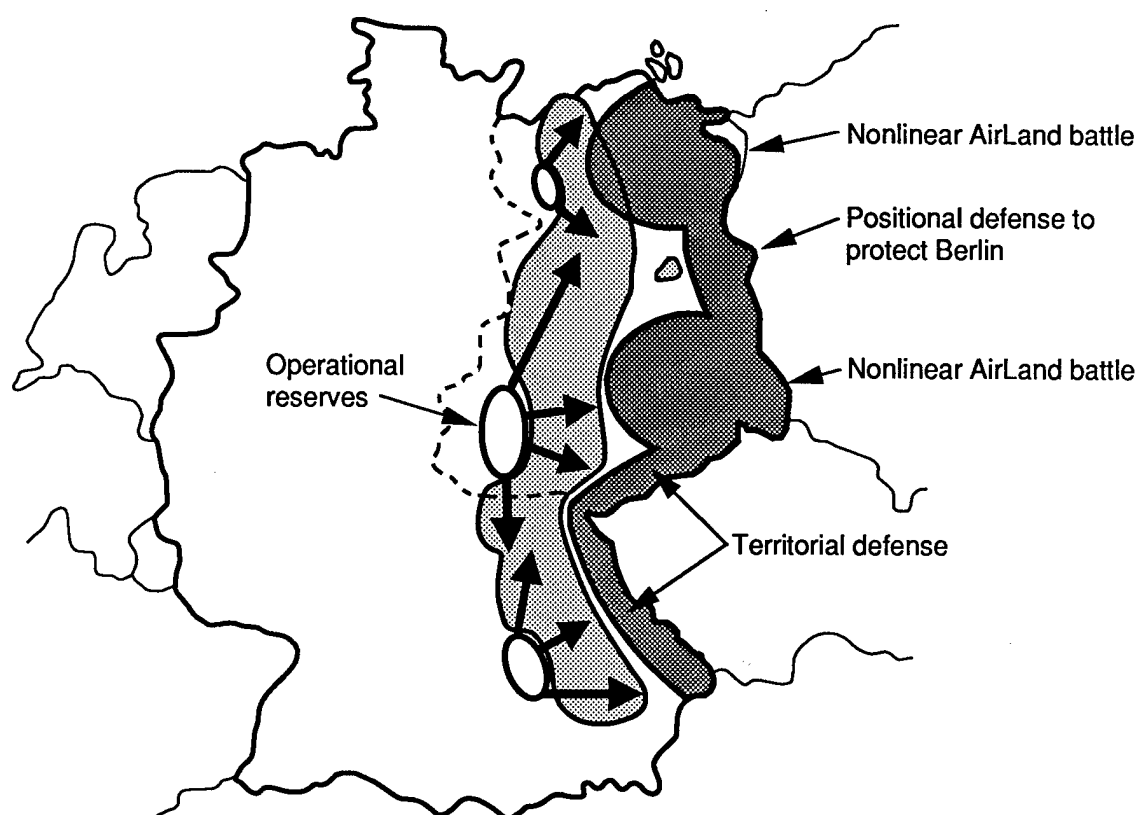 Nonlinear AirLand battle
Positional defense to
protect Berlin
Operational
reserves
Nonlinear AirLand battle
Territorial defense